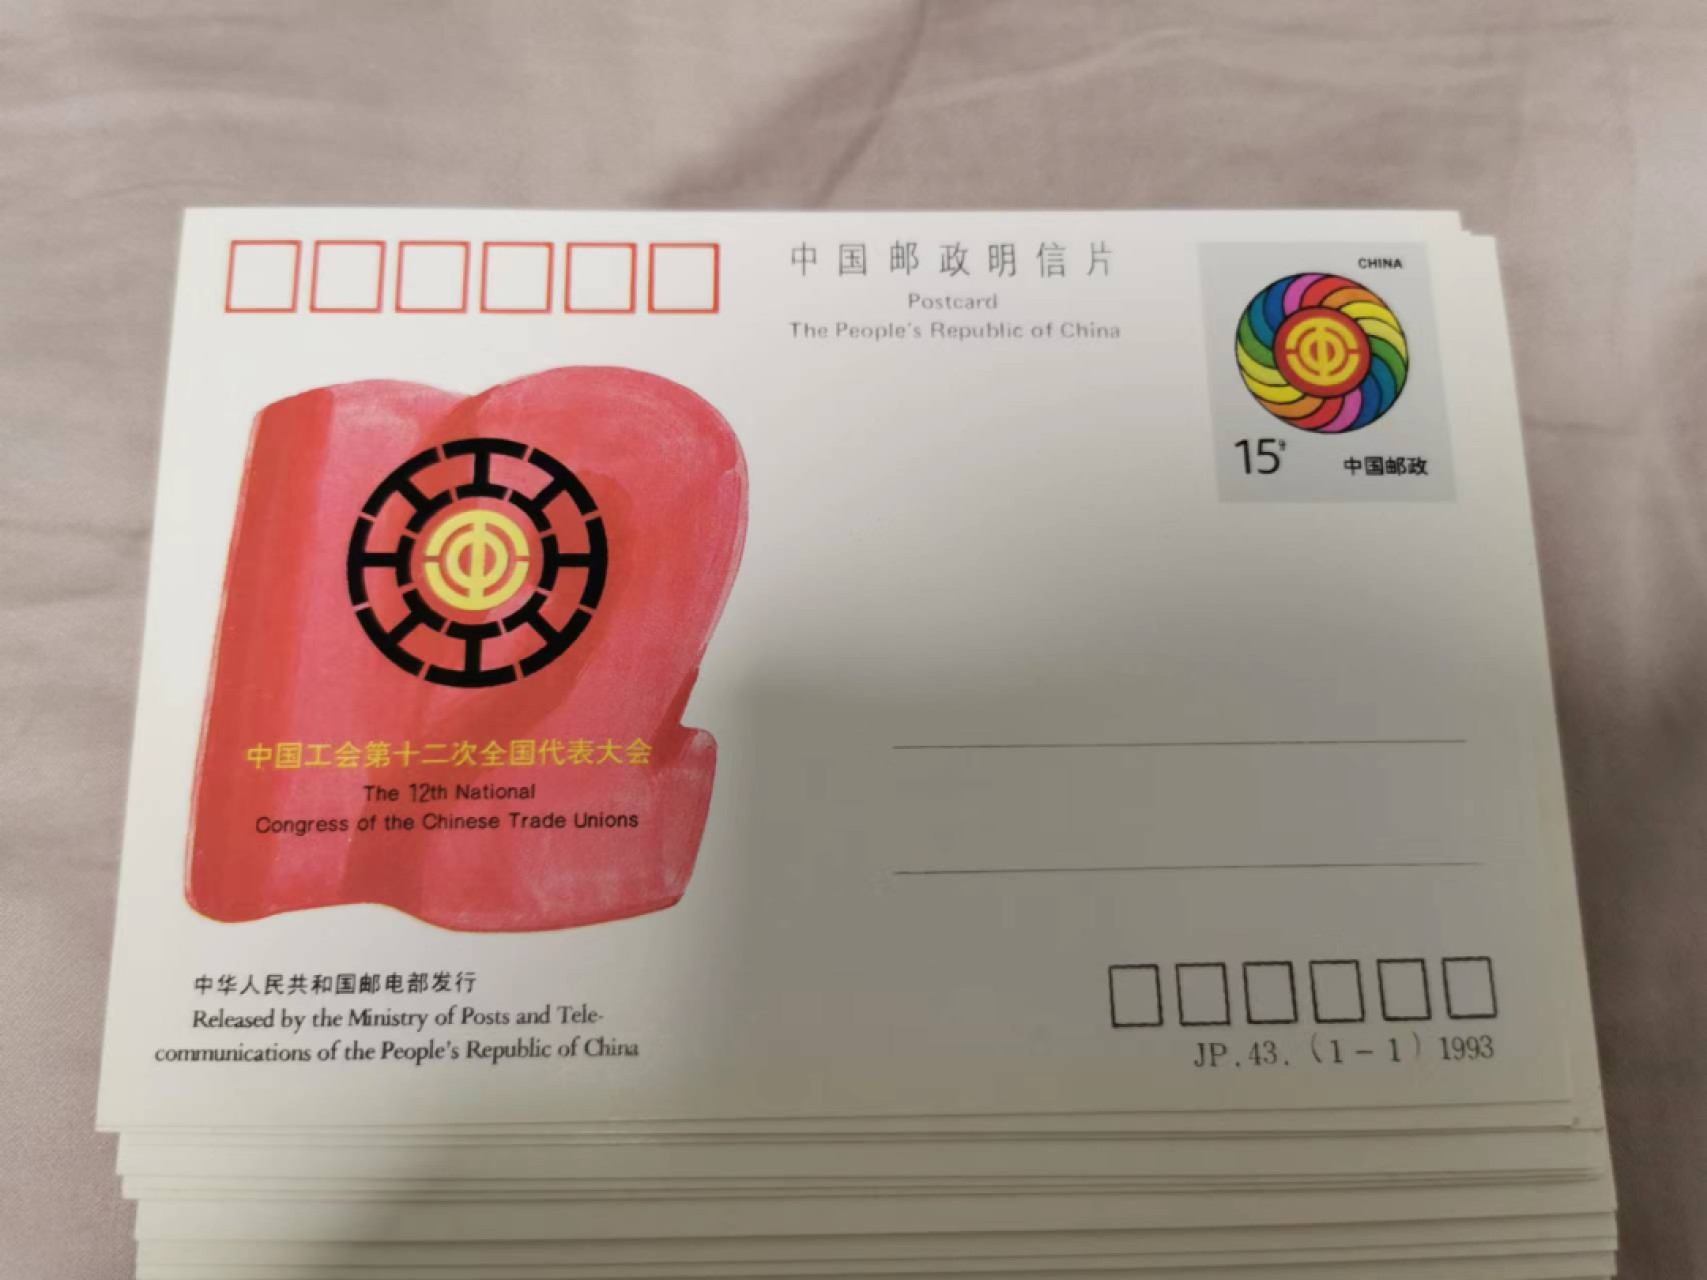 中国邮政明信片
Postcard
The People's Republic of China
CHINA
15分
中国邮政
中国工会第十二次全国代表大会
The 12th National
Congress of the Chinese Trade Unions
中华人民共和国邮电部发行
Released by the Ministry of Posts and Tele-
communications of the People's Republic of China
JP.43.(1-1)1993